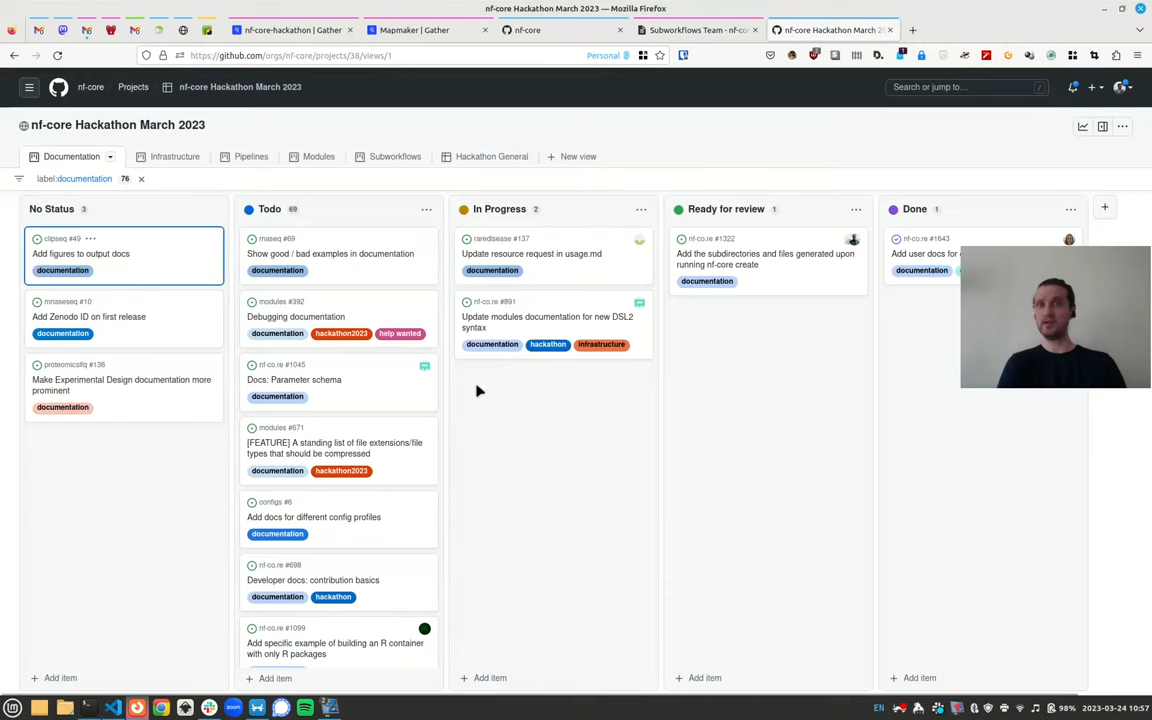 nf-core Hackathon March 2023 — Mozilla Firefox
nf-core-hackathon | Gather
Mapmaker | Gather
nf-core
Subworkflows Team - nf-co
nf-core Hackathon March 2
https://github.com/orgs/nf-core/projects/38/views/1
Personal
nf-core
Projects
nf-core Hackathon March 2023
Search or jump to...
/
nf-core Hackathon March 2023
Documentation
Infrastructure
Pipelines
Modules
Subworkflows
Hackathon General
New view
label:documentation 76
No Status 3
clipseq #49
Add figures to output docs
documentation
mnaseseq #10
Add Zenodo ID on first release
documentation
proteomicslfq #136
Make Experimental Design documentation more
prominent
documentation
Add item
Todo 69
rnaseq #69
Show good / bad examples in documentation
documentation
modules #392
Debugging documentation
documentation hackathon2023 help wanted
nf-co.re #1045
Docs: Parameter schema
documentation
modules #671
[FEATURE] A standing list of file extensions/file
types that should be compressed
documentation hackathon2023
configs #6
Add docs for different config profiles
documentation
nf-co.re #698
Developer docs: contribution basics
documentation hackathon
nf-co.re #1099
Add specific example of building an R container
with only R packages
Add item
In Progress 2
raredisease #137
Update resource request in usage.md
documentation
nf-co.re #891
Update modules documentation for new DSL2
syntax
documentation hackathon infrastructure
Add item
Ready for review 1
nf-co.re #1322
Add the subdirectories and files generated upon
running nf-core create
documentation
Add item
Done 1
nf-co.re #1643
Add user docs for
documentation
Add item
EN
98%
2023-03-24 10:57